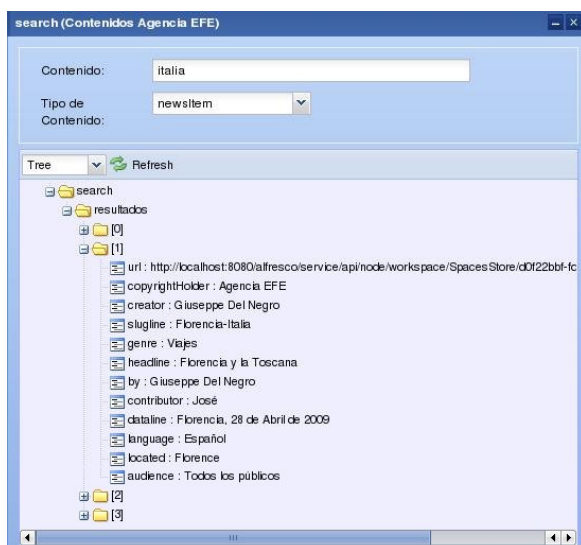 search (Contenidos Agencia EFE)
Contenido: italia
Tipo de Contenido: newsItem
Tree Refresh
search
resultados
[0]
[1]
url : http://localhost:8080/alfresco/service/api/node/workspace/SpacesStore/d0f22bbf-fc
copyrightHolder : Agencia EFE
creator : Giuseppe Del Negro
slugline : Florencia-Italia
genre : Viajes
headline : Florencia y la Toscana
by : Giuseppe Del Negro
contributor : José
dataline : Florencia, 28 de Abril de 2009
language : Español
located : Florence
audience : Todos los públicos
[2]
[3]